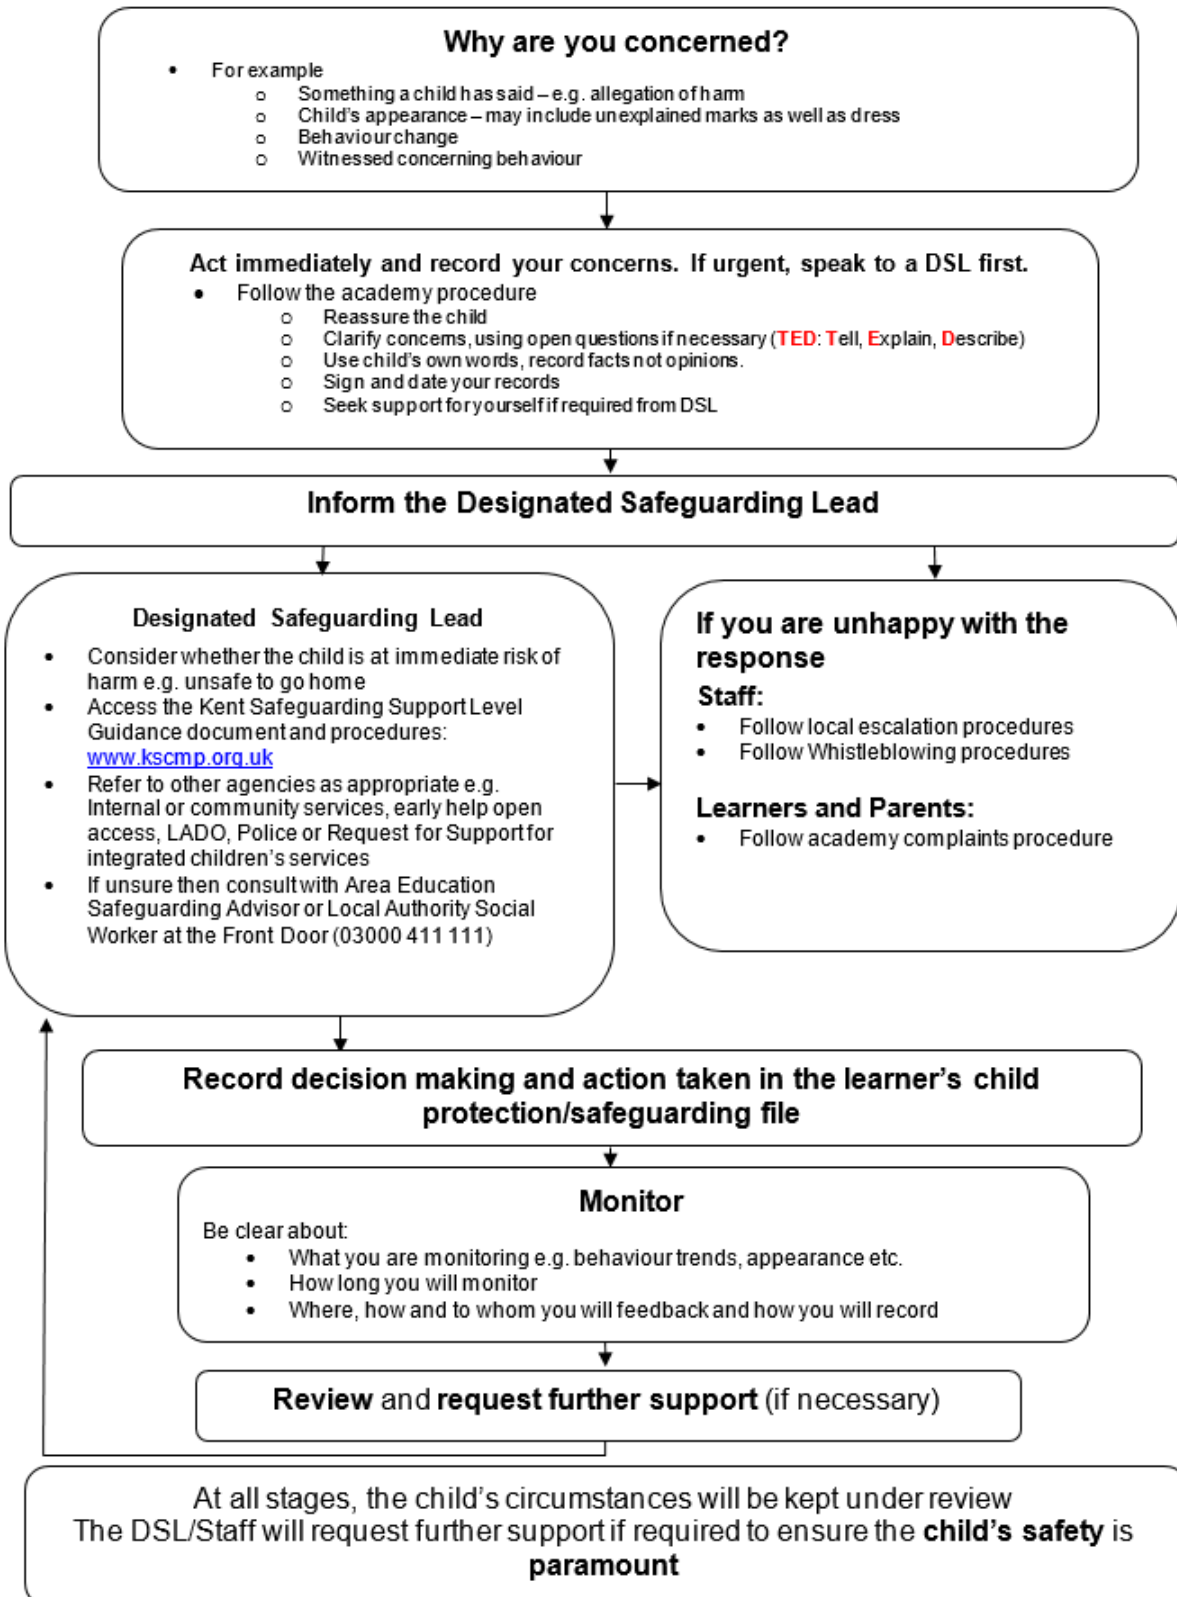 Why are you concerned?
• For example
o Something a child has said – e.g. allegation of harm
o Child's appearance – may include unexplained marks as well as dress
o Behaviour change
o Witnessed concerning behaviour
Act immediately and record your concerns. If urgent, speak to a DSL first.
• Follow the academy procedure
o Reassure the child
o Clarify concerns, using open questions if necessary (TED: Tell, Explain, Describe)
o Use child's own words, record facts not opinions.
o Sign and date your records
o Seek support for yourself if required from DSL
Inform the Designated Safeguarding Lead
Designated Safeguarding Lead
• Consider whether the child is at immediate risk of
harm e.g. unsafe to go home
• Access the Kent Safeguarding Support Level
Guidance document and procedures:
www.kscmp.org.uk
• Refer to other agencies as appropriate e.g.
Internal or community services, early help open
access, LADO, Police or Request for Support for
integrated children's services
• If unsure then consult with Area Education
Safeguarding Advisor or Local Authority Social
Worker at the Front Door (03000 411 111)
If you are unhappy with the
response
Staff:
• Follow local escalation procedures
• Follow Whistleblowing procedures
Learners and Parents:
• Follow academy complaints procedure
Record decision making and action taken in the learner's child
protection/safeguarding file
Monitor
Be clear about:
• What you are monitoring e.g. behaviour trends, appearance etc.
• How long you will monitor
• Where, how and to whom you will feedback and how you will record
Review and request further support (if necessary)
At all stages, the child's circumstances will be kept under review
The DSL/Staff will request further support if required to ensure the child's safety is
paramount